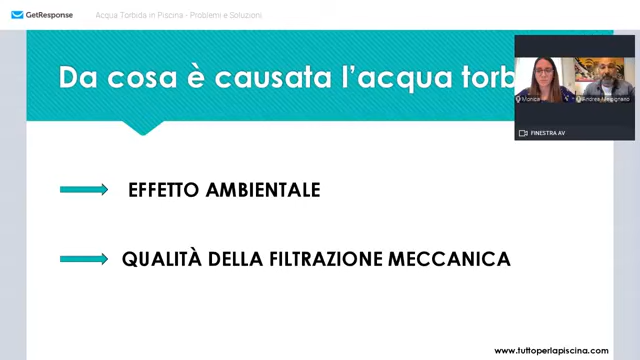 GetResponse
Acqua Torbida in Piscina - Problemi e Soluzioni
Da cosa è causata l'acqua torb
Monica
Andrea
FINESTRA AV
EFFETTO AMBIENTALE
QUALITÀ DELLA FILTRAZIONE MECCANICA
www.tuttoperlapiscina.com